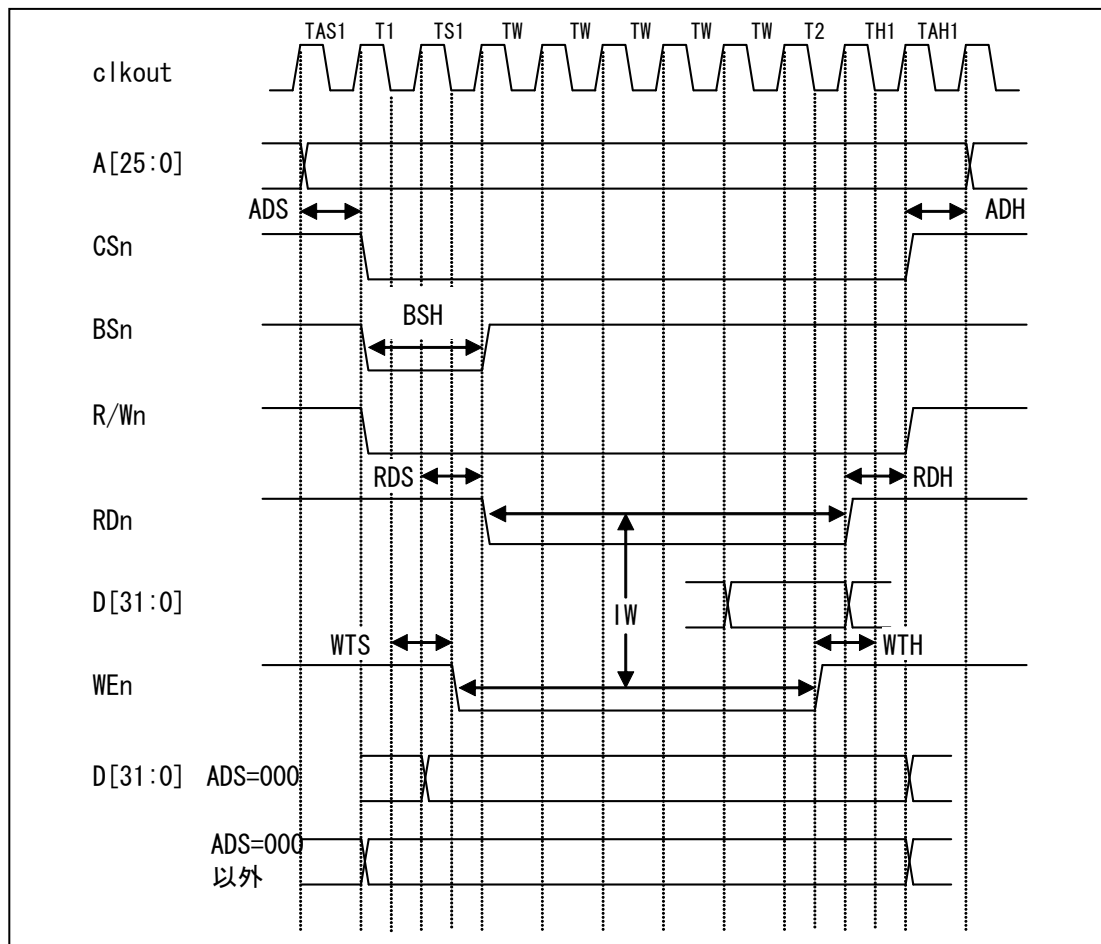 TAS1 T1 TS1 TW TW TW TW TW T2 TH1 TAH1
clkout
A[25:0]
ADS ADH
CSn
BSn BSH
R/Wn
RDS RDH
RDn
D[31:0] IW
WTS WTH
WEn
D[31:0] ADS=000
ADS=000
以外